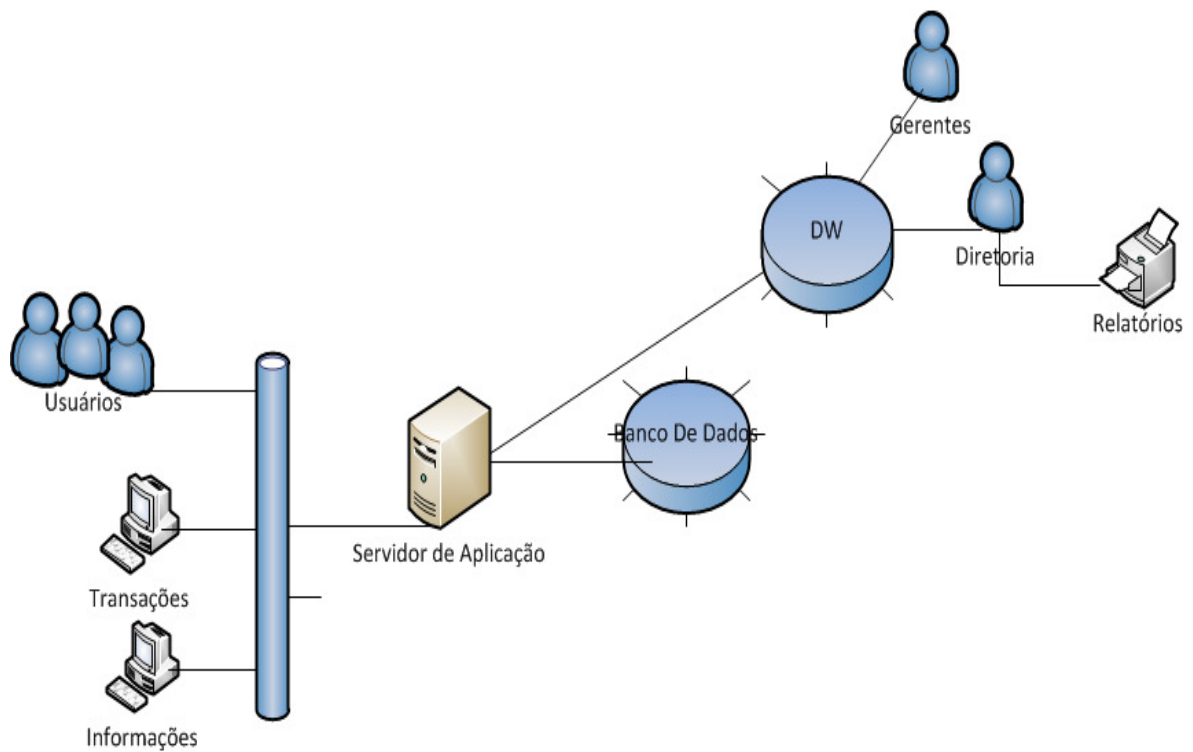 Gerentes
DW
Diretoria
Relatórios
Usuários
Banco De Dados
Servidor de Aplicação
Transações
Informações